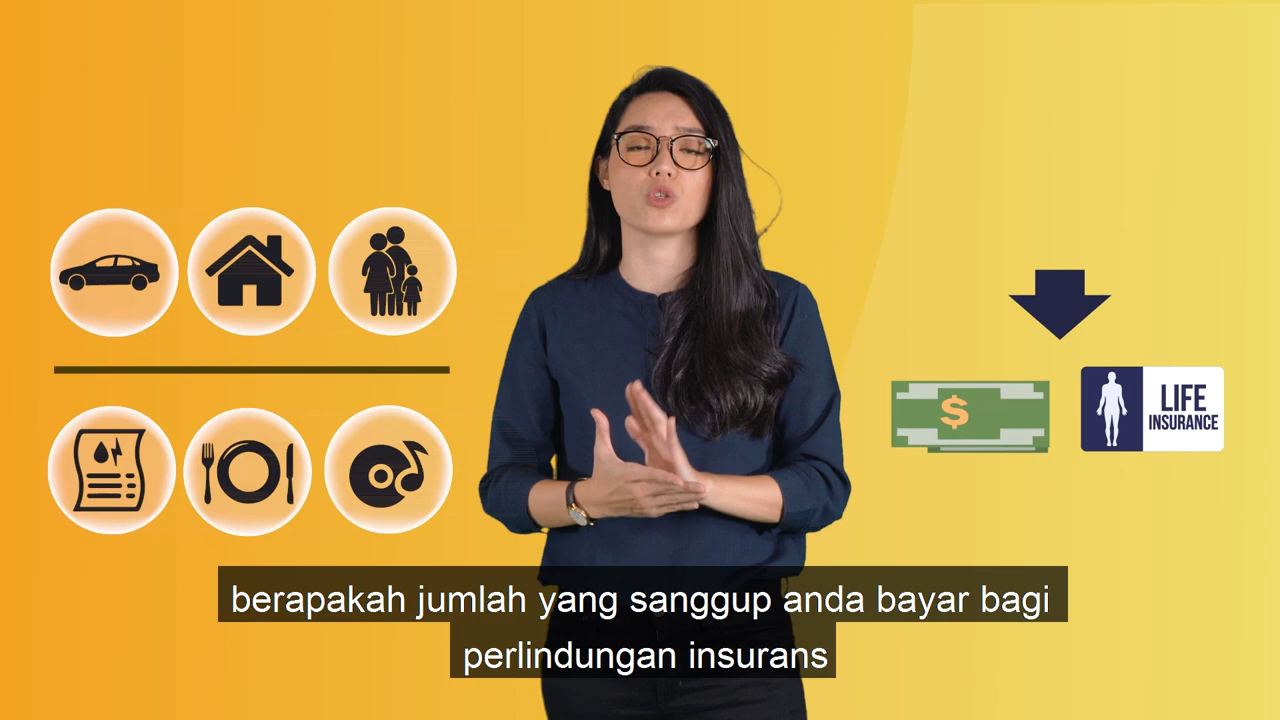 $
LIFE
INSURANCE
berapakah jumlah yang sanggup anda bayar bagi
perlindungan insurans